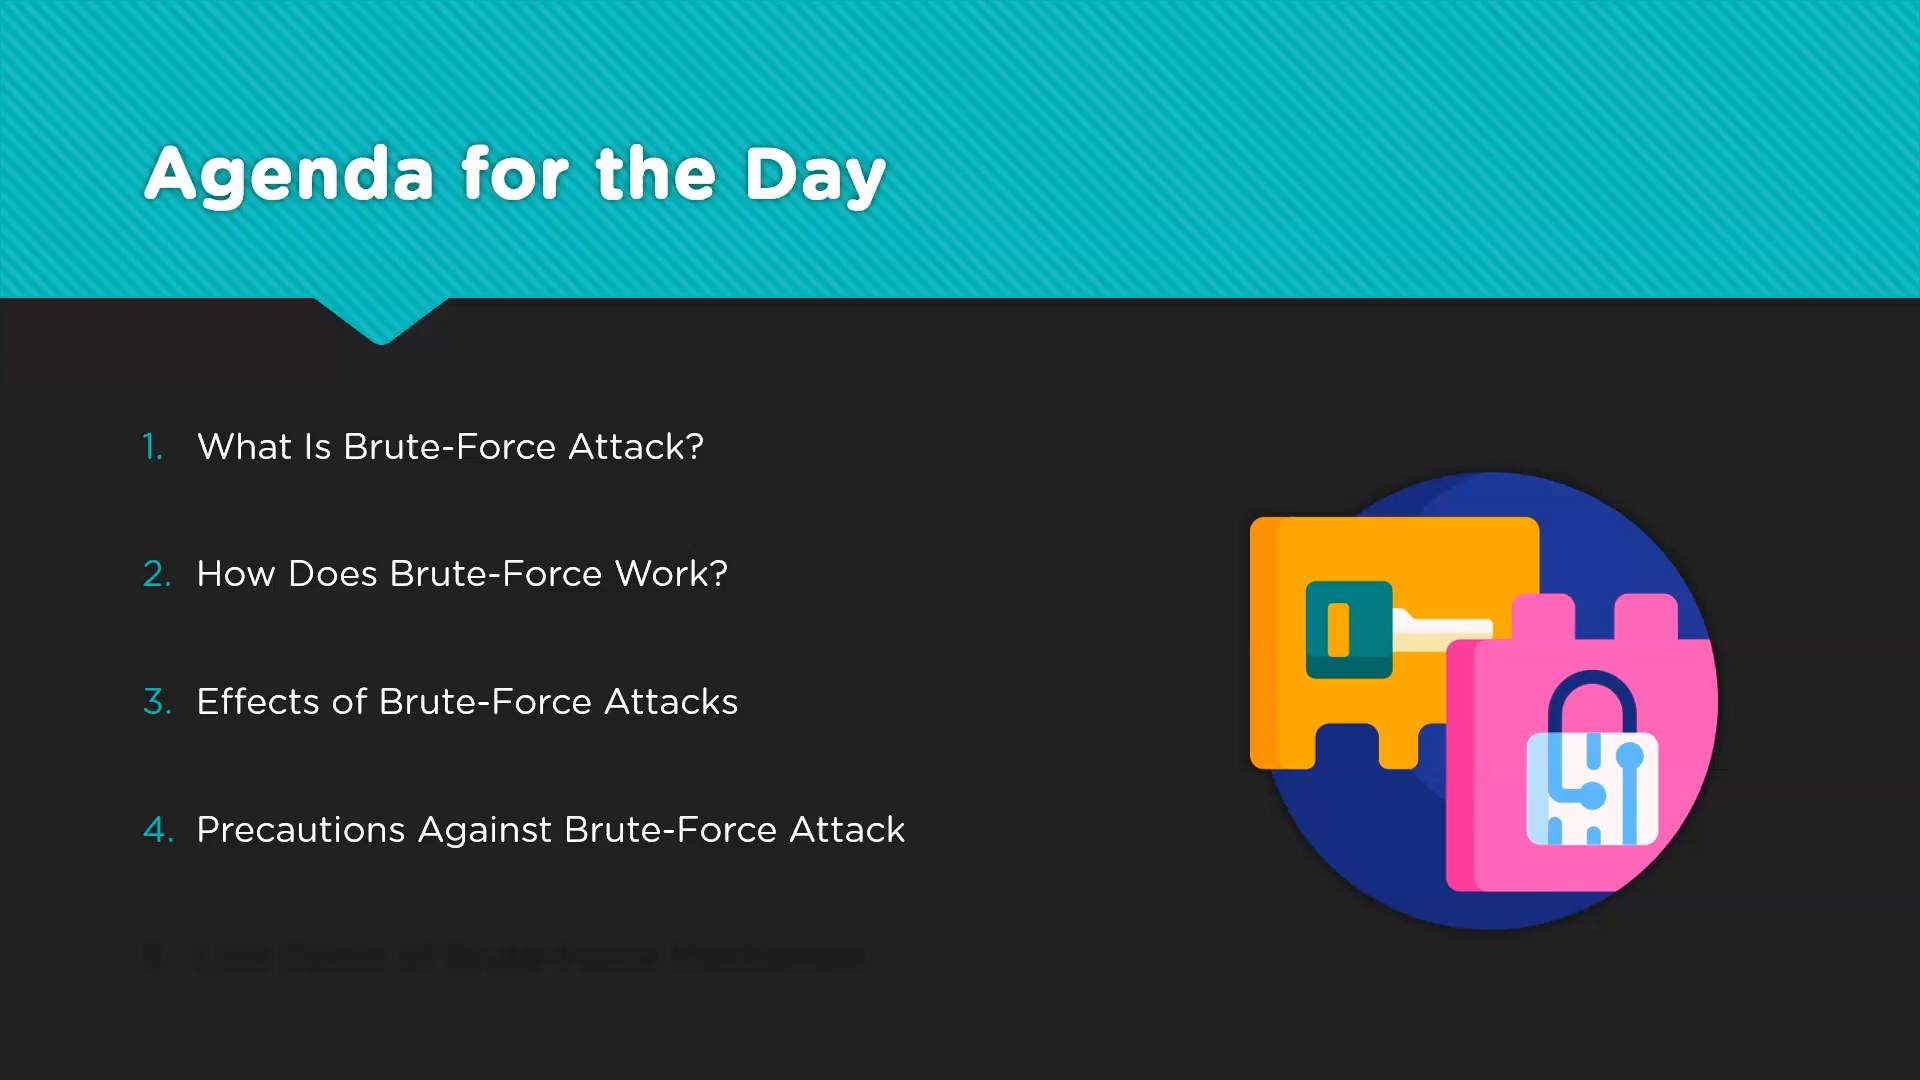 Agenda for the Day
1. What Is Brute-Force Attack?
2. How Does Brute-Force Work?
3. Effects of Brute-Force Attacks
4. Precautions Against Brute-Force Attack